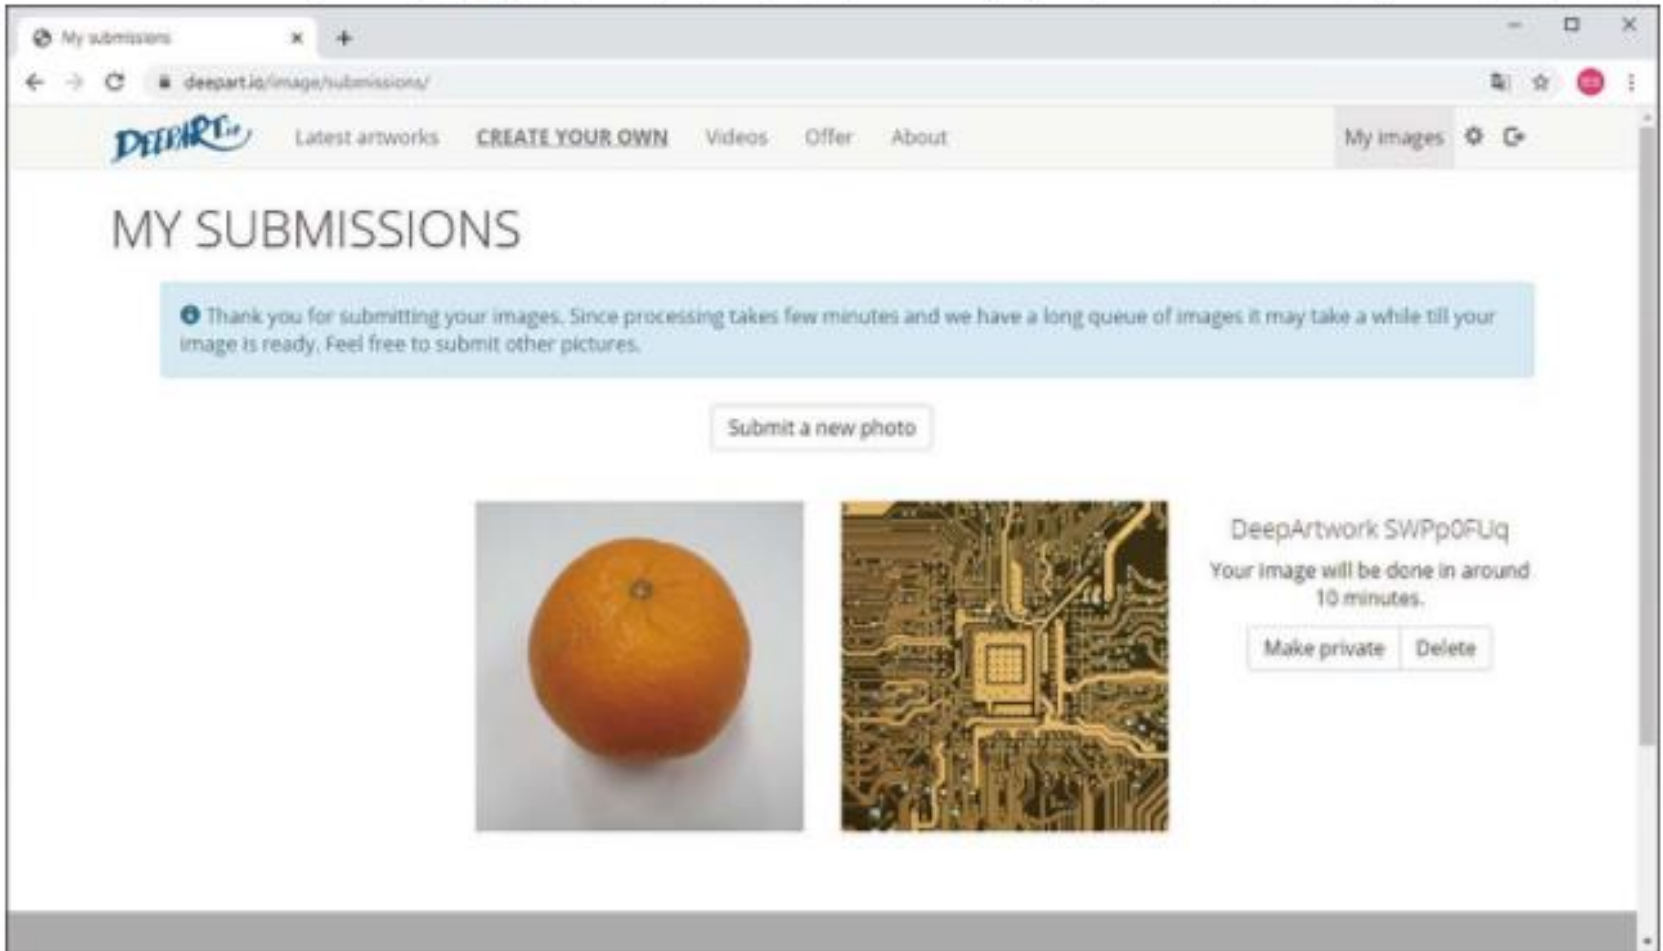 My submissions
deepart.io/image/submissions/
DEEPART.io
Latest artworks
CREATE YOUR OWN
Videos
Offer
About
My images
MY SUBMISSIONS
Thank you for submitting your images. Since processing takes few minutes and we have a long queue of images it may take a while till your
image is ready. Feel free to submit other pictures.
Submit a new photo
DeepArtwork SWPp0FUq
Your image will be done in around
10 minutes.
Make private
Delete